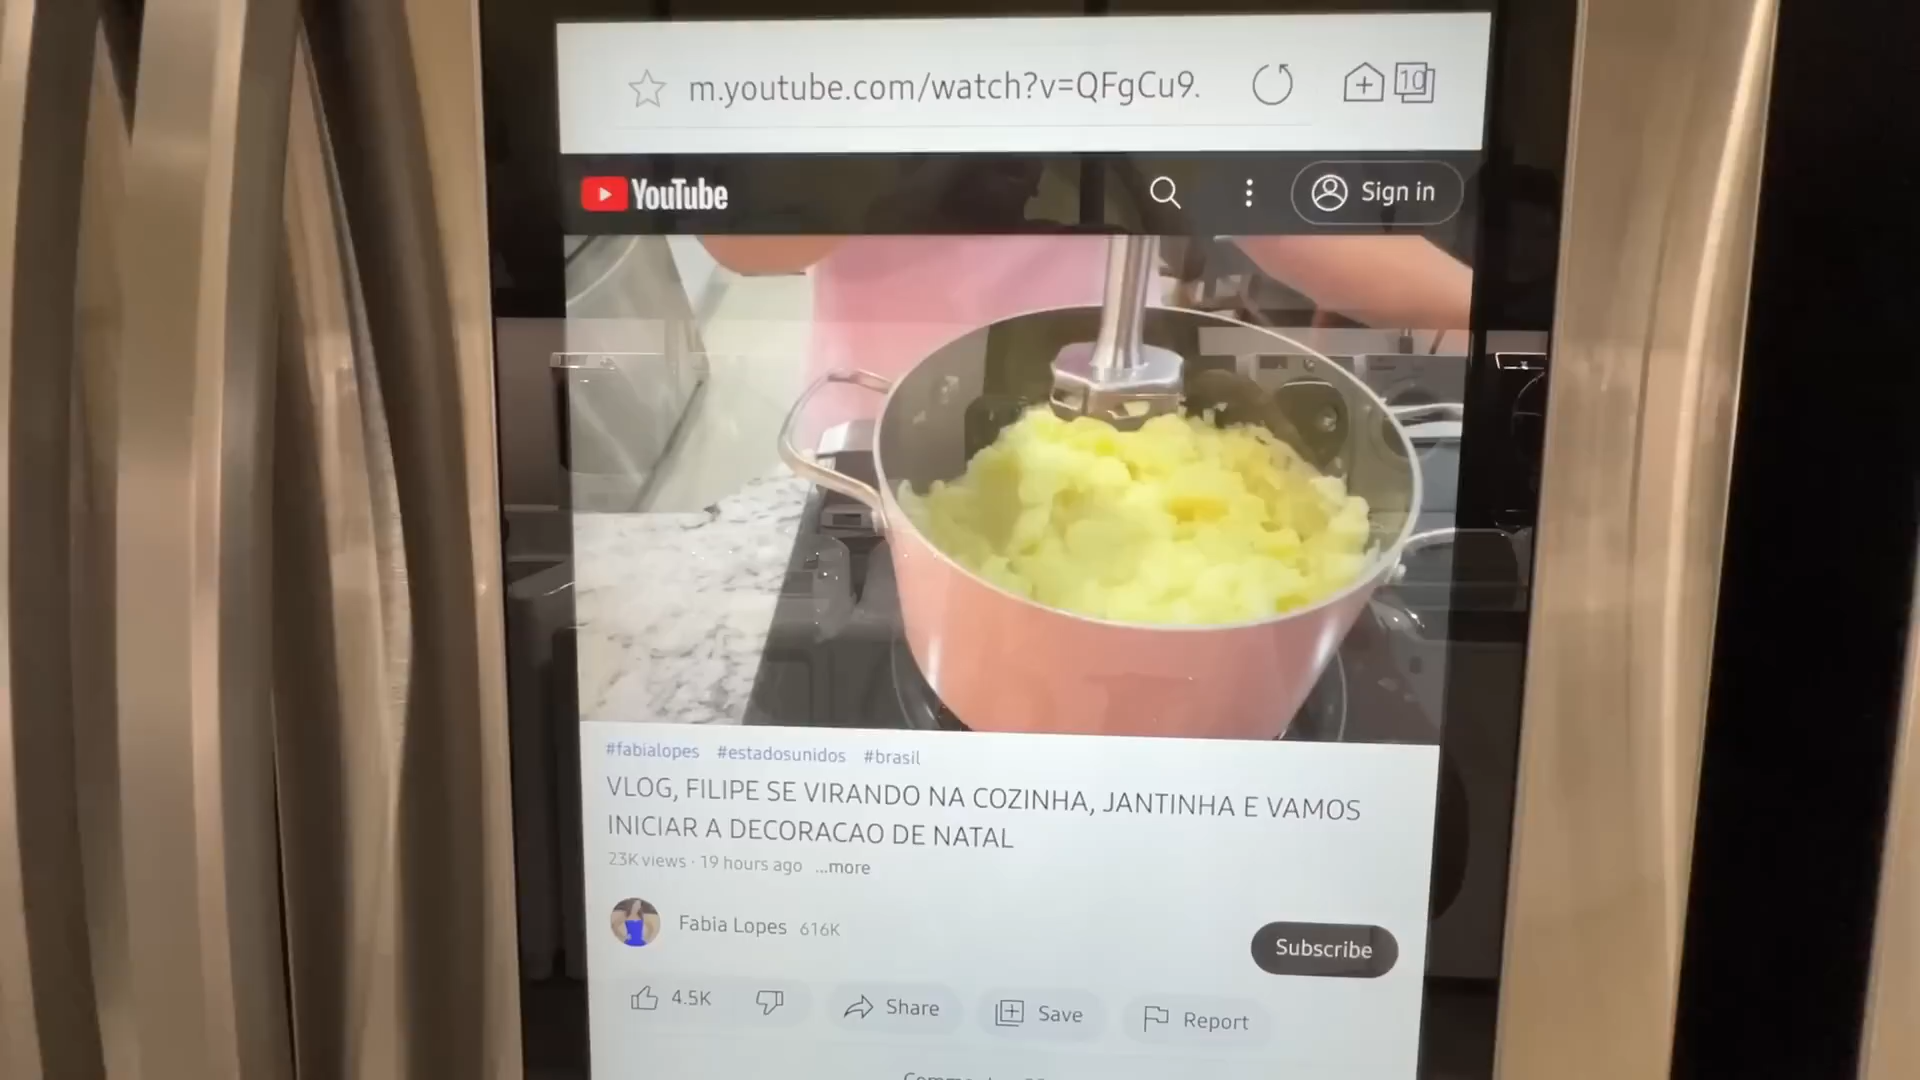 m.youtube.com/watch?v=QFgCu9.
10
YouTube
Sign in
#fabialopes #estadosunidos #brasil
VLOG, FILIPE SE VIRANDO NA COZINHA, JANTINHA E VAMOS
INICIAR A DECORACAO DE NATAL
23K views · 19 hours ago ...more
Fabia Lopes 616K
Subscribe
4.5K
Share
Save
Report